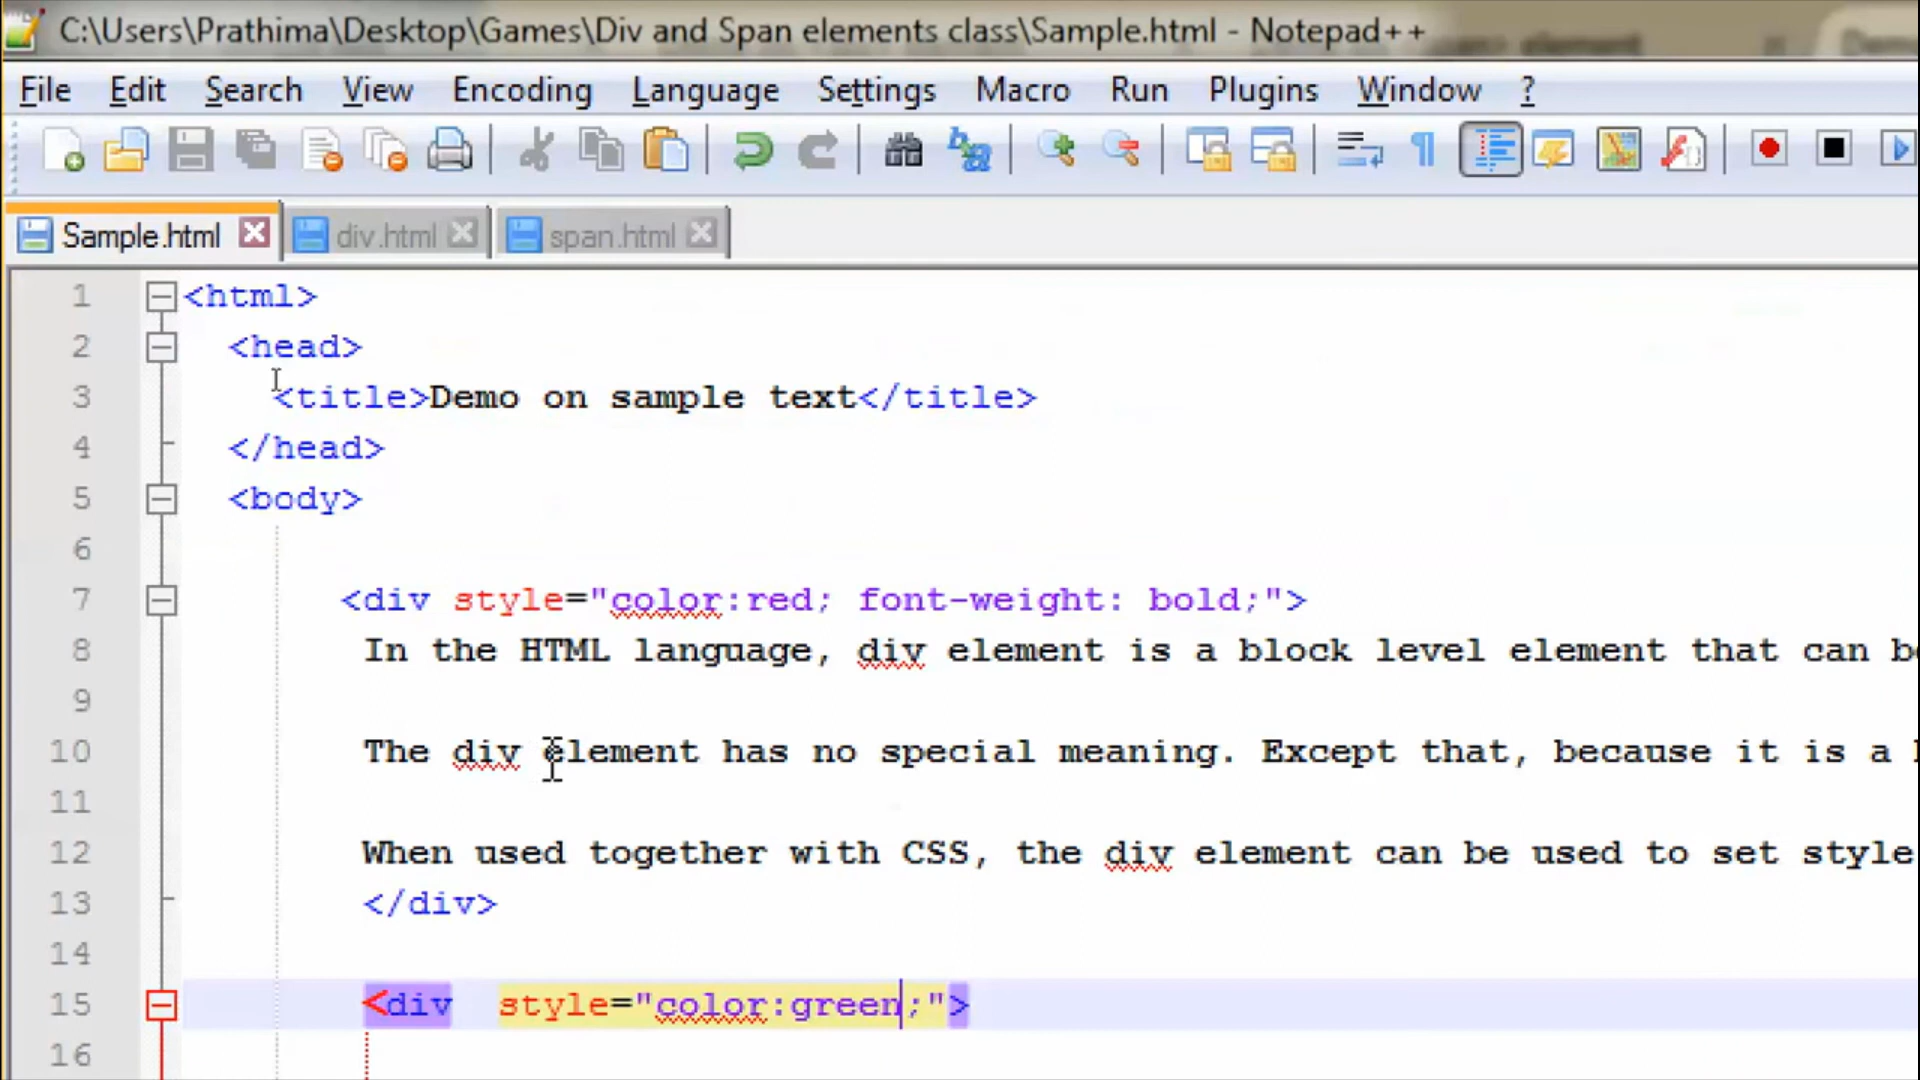 C:\Users\Prathima\Desktop\Games\Div and Span elements class\Sample.html - Notepad++
element
Demo
File Edit Search View Encoding Language Settings Macro Run Plugins Window ?
Sample.html div.html span.html
1 <html>
2 <head>
3 <title>Demo on sample text</title>
4 </head>
5 <body>
6
7 <div style="color:red; font-weight: bold;">
8 In the HTML language, div element is a block level element that can be
9
10 The div element has no special meaning. Except that, because it is a
11
12 When used together with CSS, the div element can be used to set style
13 </div>
14
15 <div  style="color:green;">
16